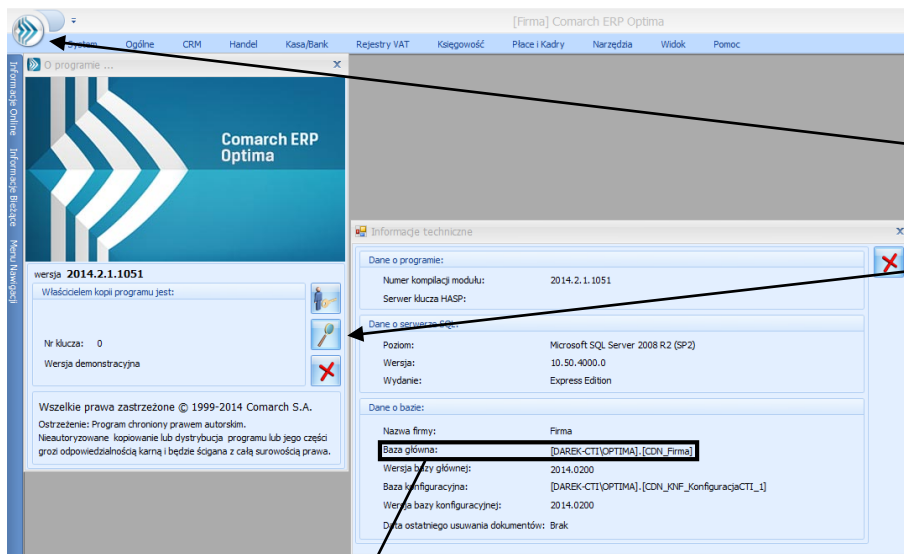 [Firma] Comarch ERP Optima
System Ogólne CRM Handel Kasa/Bank Rejestry VAT Księgowość Płace i Kadry Narzędzia Widok Pomoc
Informacje Online
Informacje Bieżące
Menu Nawigacji
O programie ...
Comarch ERP
Optima
wersja 2014.2.1.1051
Właścicielem kopii programu jest:
Nr klucza: 0
Wersja demonstracyjna
Wszelkie prawa zastrzeżone © 1999-2014 Comarch S.A.
Ostrzeżenie: Program chroniony prawem autorskim.
Nieautoryzowane kopiowanie lub dystrybucja programu lub jego części
grozi odpowiedzialnością karną i będzie ścigana z całą surowością prawa.
Informacje techniczne
Dane o programie:
Numer kompilacji modułu: 2014.2.1.1051
Serwer klucza HASP:
Dane o serwerze SQL:
Poziom: Microsoft SQL Server 2008 R2 (SP2)
Wersja: 10.50.4000.0
Wydanie: Express Edition
Dane o bazie:
Nazwa firmy: Firma
Baza główna: [DAREK-CTI\OPTIMA].[CDN_Firma]
Wersja bazy głównej: 2014.0200
Baza konfiguracyjna: [DAREK-CTI\OPTIMA].[CDN_KNF_KonfiguracjaCTI_1]
Wersja bazy konfiguracyjnej: 2014.0200
Data ostatniego usuwania dokumentów: Brak